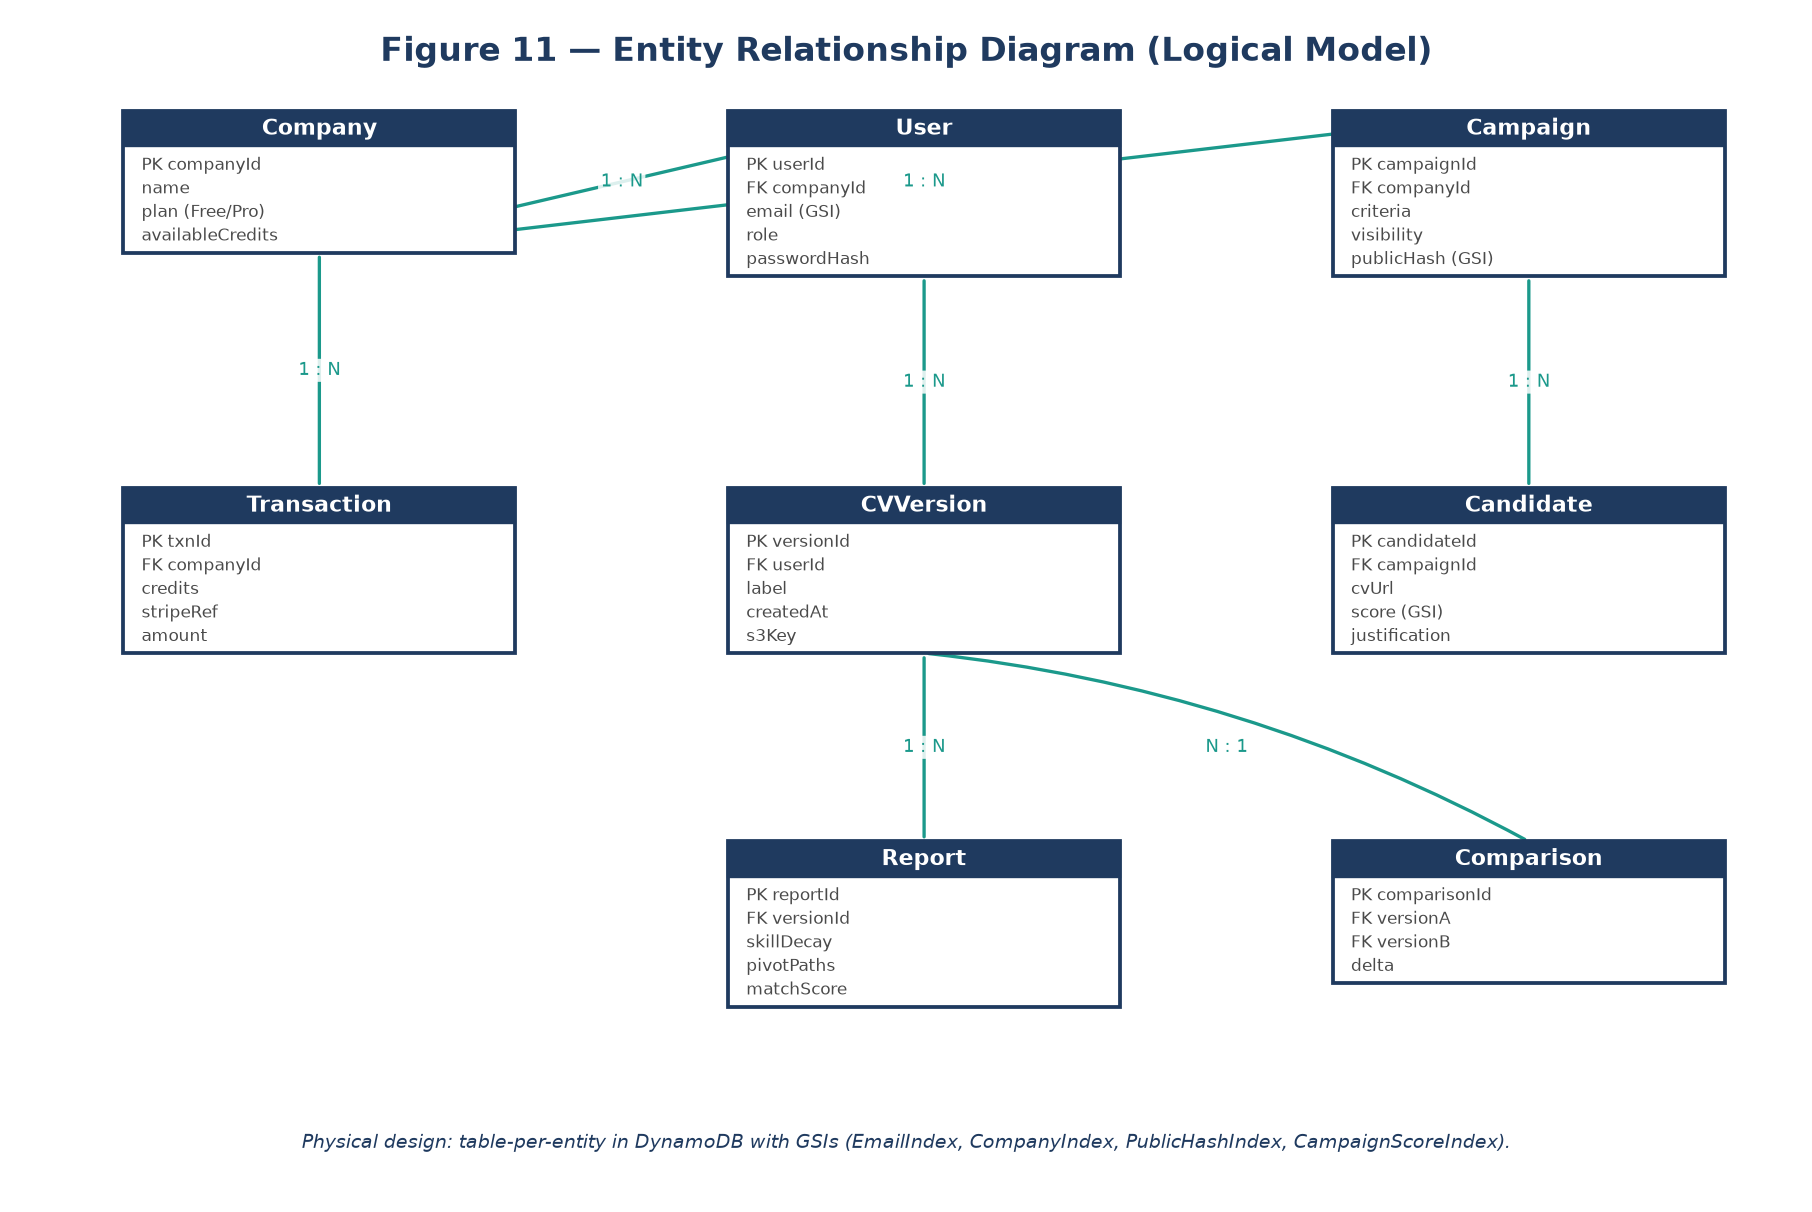 Figure 11 — Entity Relationship Diagram (Logical Model)
Company
PK companyId
name
plan (Free/Pro)
availableCredits
1 : N
User
PK userId
FK companyId
email (GSI)
role
passwordHash
1 : N
Campaign
PK campaignId
FK companyId
criteria
visibility
publicHash (GSI)
1 : N
1 : N
1 : N
Transaction
PK txnId
FK companyId
credits
stripeRef
amount
CVVersion
PK versionId
FK userId
label
createdAt
s3Key
Candidate
PK candidateId
FK campaignId
cvUrl
score (GSI)
justification
1 : N
N : 1
Report
PK reportId
FK versionId
skillDecay
pivotPaths
matchScore
Comparison
PK comparisonId
FK versionA
FK versionB
delta
Physical design: table-per-entity in DynamoDB with GSIs (EmailIndex, CompanyIndex, PublicHashIndex, CampaignScoreIndex).